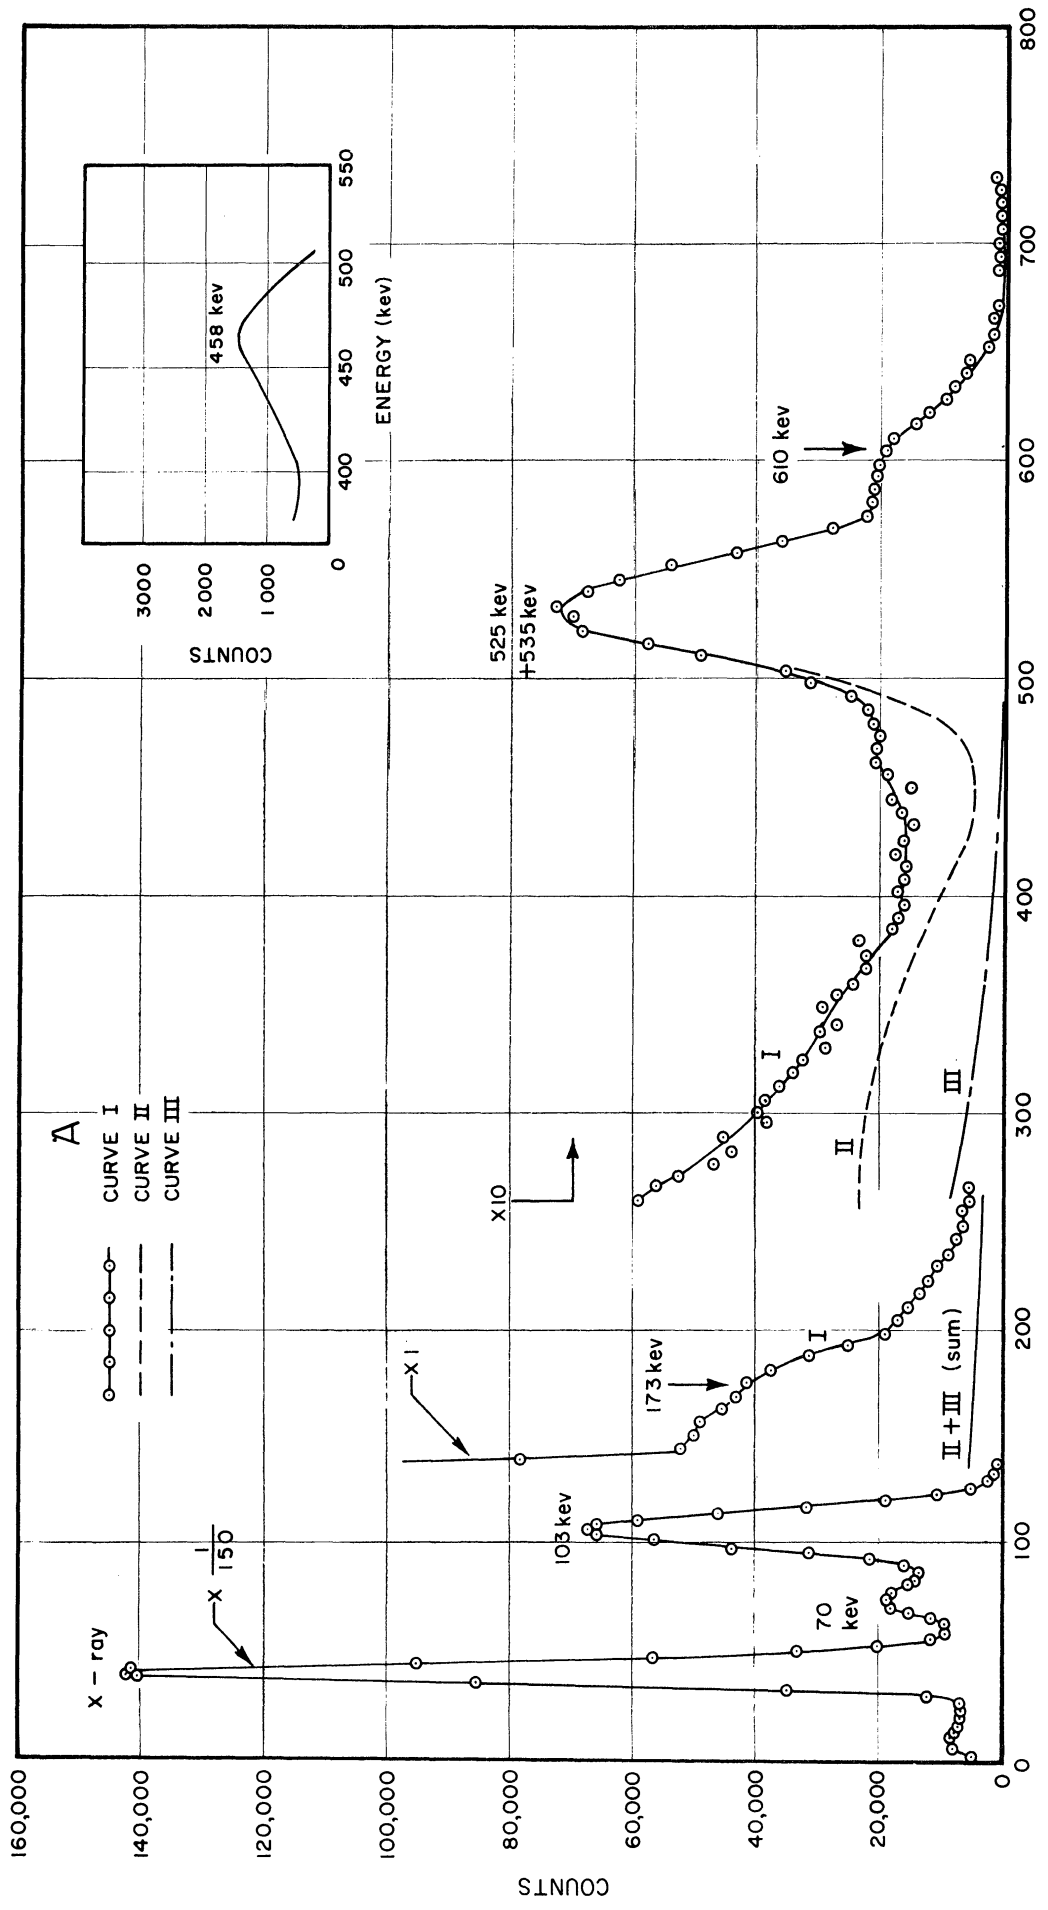 A
CURVE I
CURVE II
CURVE III
COUNTS
160,000
140,000
120,000
100,000
80,000
60,000
40,000
20,000
0
0
100
200
300
400
500
600
700
800
X - ray
X 1/150
70
kev
103 kev
X 1
173 kev
I
II + III (sum)
X10
I
II
III
525 kev
+535 kev
610 kev
COUNTS
3000
2000
1000
0
400
450
500
550
458 kev
ENERGY (kev)